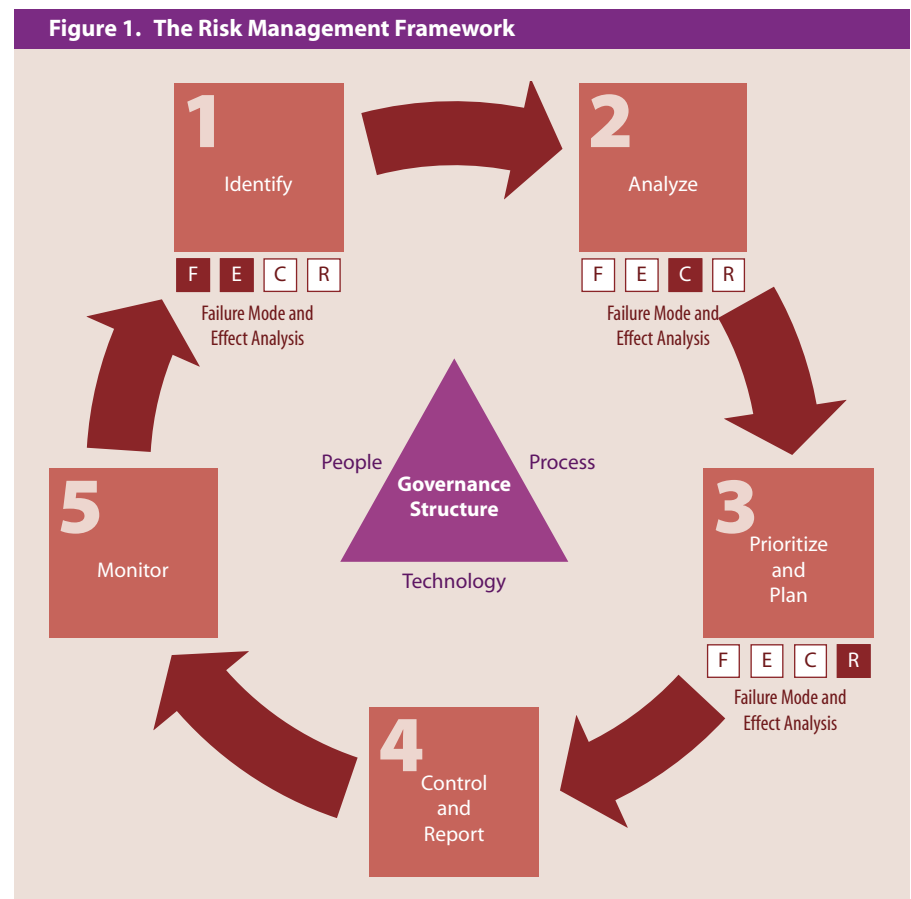 Figure 1. The Risk Management Framework
1
Identify
F E C R
Failure Mode and
Effect Analysis
2
Analyze
F E C R
Failure Mode and
Effect Analysis
People
Process
Governance
Structure
Technology
3
Prioritize
and
Plan
F E C R
Failure Mode and
Effect Analysis
4
Control
and
Report
5
Monitor